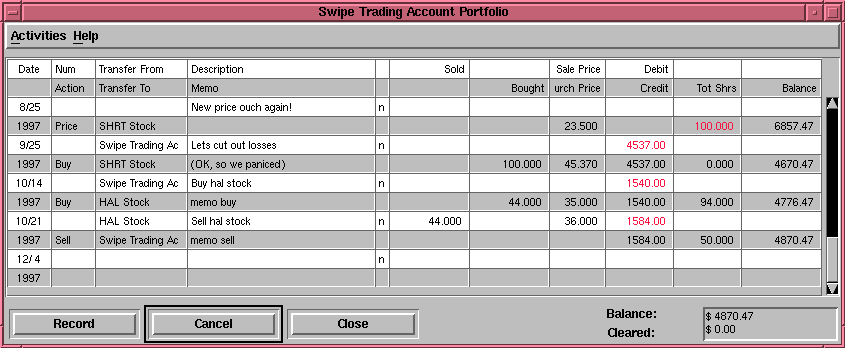 Swipe Trading Account Portfolio
Activities Help
Date Num Transfer From Description Sold Sale Price Debit
Action Transfer To Memo Bought urch Price Credit Tot Shrs Balance
8/25 New price ouch again! n
1997 Price SHRT Stock 23.500 100.000 6857.47
9/25 Swipe Trading Ac Lets cut out losses n 4537.00
1997 Buy SHRT Stock (OK, so we paniced) 100.000 45.370 4537.00 0.000 4670.47
10/14 Swipe Trading Ac Buy hal stock n 1540.00
1997 Buy HAL Stock memo buy 44.000 35.000 1540.00 94.000 4776.47
10/21 HAL Stock Sell hal stock n 44.000 36.000 1584.00
1997 Sell Swipe Trading Ac memo sell 1584.00 50.000 4870.47
12/ 4 n
1997
Record Cancel Close
Balance: $ 4870.47
Cleared: $ 0.00